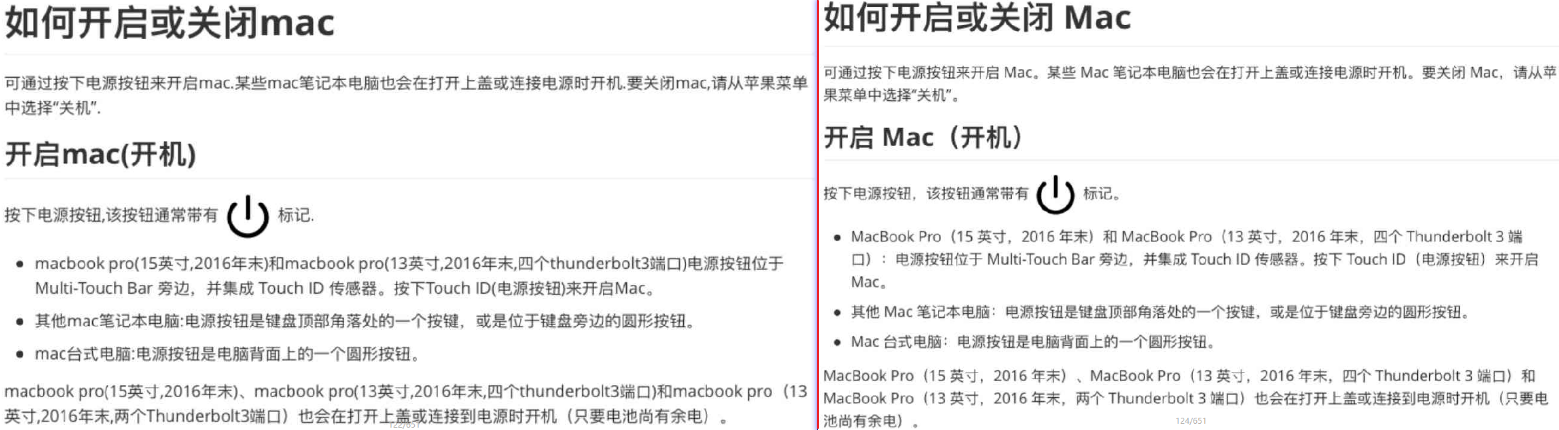 如何开启或关闭mac
可通过按下电源按钮来开启mac.某些mac笔记本电脑也会在打开上盖或连接电源时开机.要关闭mac,请从苹果菜单
中选择“关机”.
开启mac(开机)
按下电源按钮,该按钮通常带有 标记.
macbook pro(15英寸,2016年末)和macbook pro(13英寸,2016年末,四个thunderbolt3端口)电源按钮位于
Multi-Touch Bar 旁边，并集成 Touch ID 传感器。按下Touch ID(电源按钮)来开启Mac。
其他mac笔记本电脑:电源按钮是键盘顶部角落处的一个按键，或是位于键盘旁边的圆形按钮。
mac台式电脑:电源按钮是电脑背面上的一个圆形按钮。
macbook pro(15英寸,2016年末)、macbook pro(13英寸,2016年末,四个thunderbolt3端口)和macbook pro（13
英寸,2016年末,两个Thunderbolt3端口）也会在打开上盖或连接到电源时开机（只要电池尚有余电）。
122/651
如何开启或关闭 Mac
可通过按下电源按钮来开启 Mac。某些 Mac 笔记本电脑也会在打开上盖或连接电源时开机。要关闭 Mac，请从苹
果菜单中选择“关机”。
开启 Mac（开机）
按下电源按钮，该按钮通常带有 标记。
MacBook Pro（15 英寸，2016 年末）和 MacBook Pro（13 英寸，2016 年末，四个 Thunderbolt 3 端
口）：电源按钮位于 Multi-Touch Bar 旁边，并集成 Touch ID 传感器。按下 Touch ID（电源按钮）来开启
Mac。
其他 Mac 笔记本电脑：电源按钮是键盘顶部角落处的一个按键，或是位于键盘旁边的圆形按钮。
Mac 台式电脑：电源按钮是电脑背面上的一个圆形按钮。
MacBook Pro（15 英寸，2016 年末）、MacBook Pro（13 英寸，2016 年末，四个 Thunderbolt 3 端口）和
MacBook Pro（13 英寸，2016 年末，两个 Thunderbolt 3 端口）也会在打开上盖或连接到电源时开机（只要电
池尚有余电）。
124/651